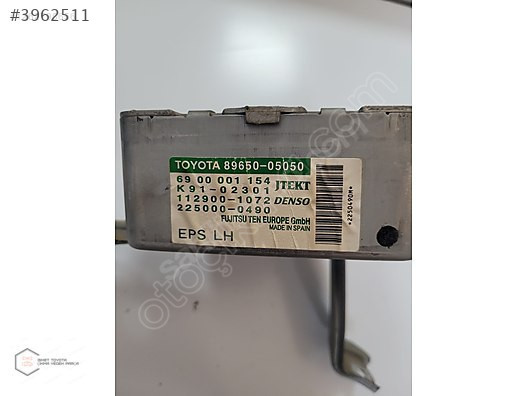 #3962511
TOYOTA 89650-05050
69 00 001 154 JTEKT
K91-02301
112900-1072 DENSO
225000-0490
FUJITSU TEN EUROPE GmbH
MADE IN SPAIN
EPS LH
*225049DM*